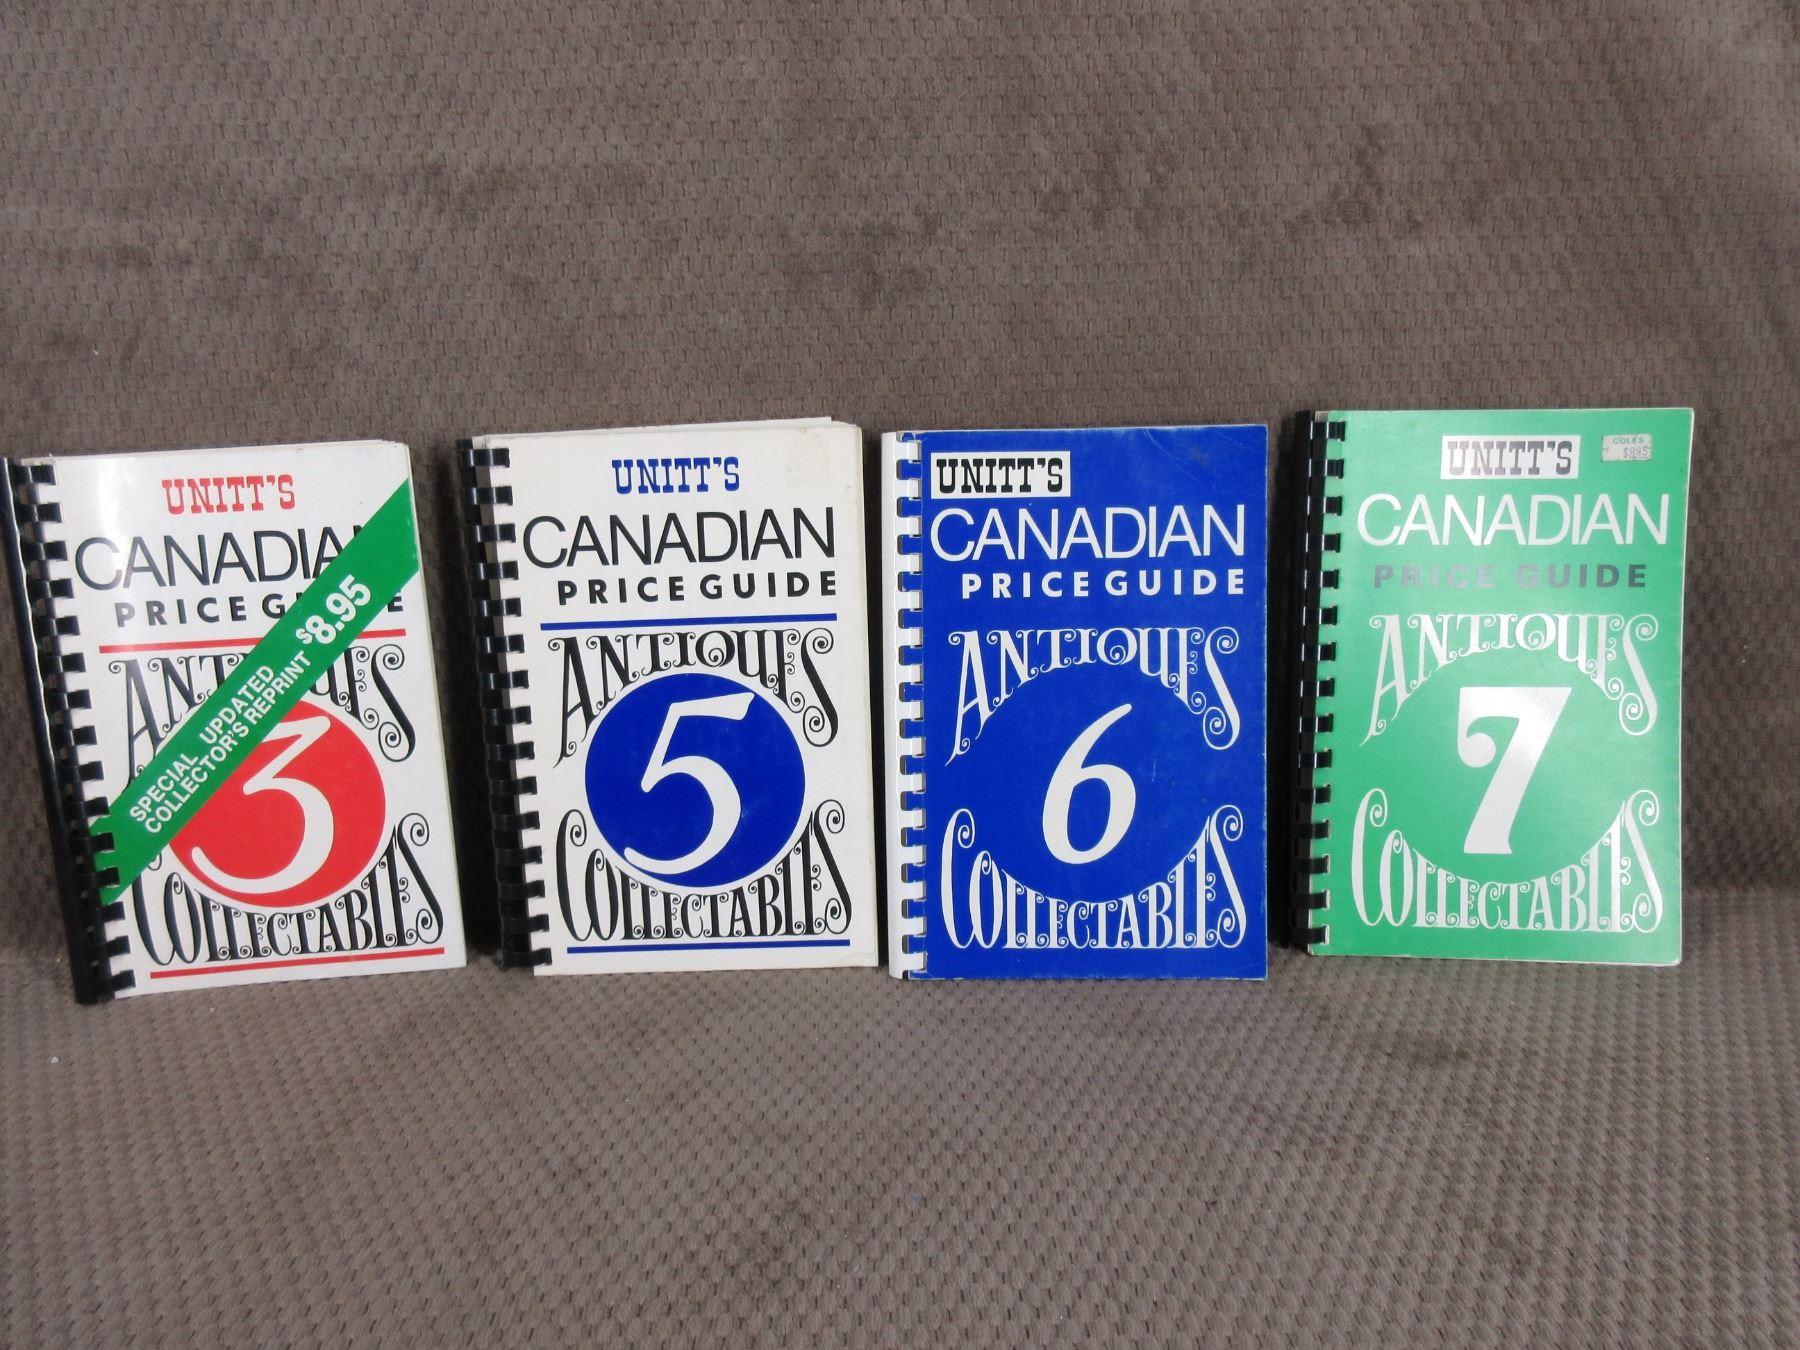 UNITT'S
CANADIAN
PRICE GUIDE
ANTIQUES
SPECIAL UPDATED
COLLECTOR'S REPRINT $8.95
3
COLLECTABLES
UNITT'S
CANADIAN
PRICE GUIDE
ANTIQUES
5
COLLECTABLES
UNITT'S
CANADIAN
PRICE GUIDE
ANTIQUES
6
COLLECTABLES
UNITT'S
COLES
$8.95
CANADIAN
PRICE GUIDE
ANTIQUES
7
COLLECTABLES